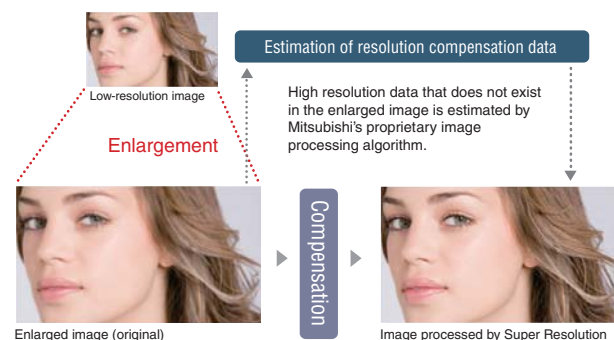 Estimation of resolution compensation data
Low-resolution image
High resolution data that does not exist
in the enlarged image is estimated by
Mitsubishi's proprietary image
processing algorithm.
Enlargement
Compensation
Enlarged image (original)
Image processed by Super Resolution